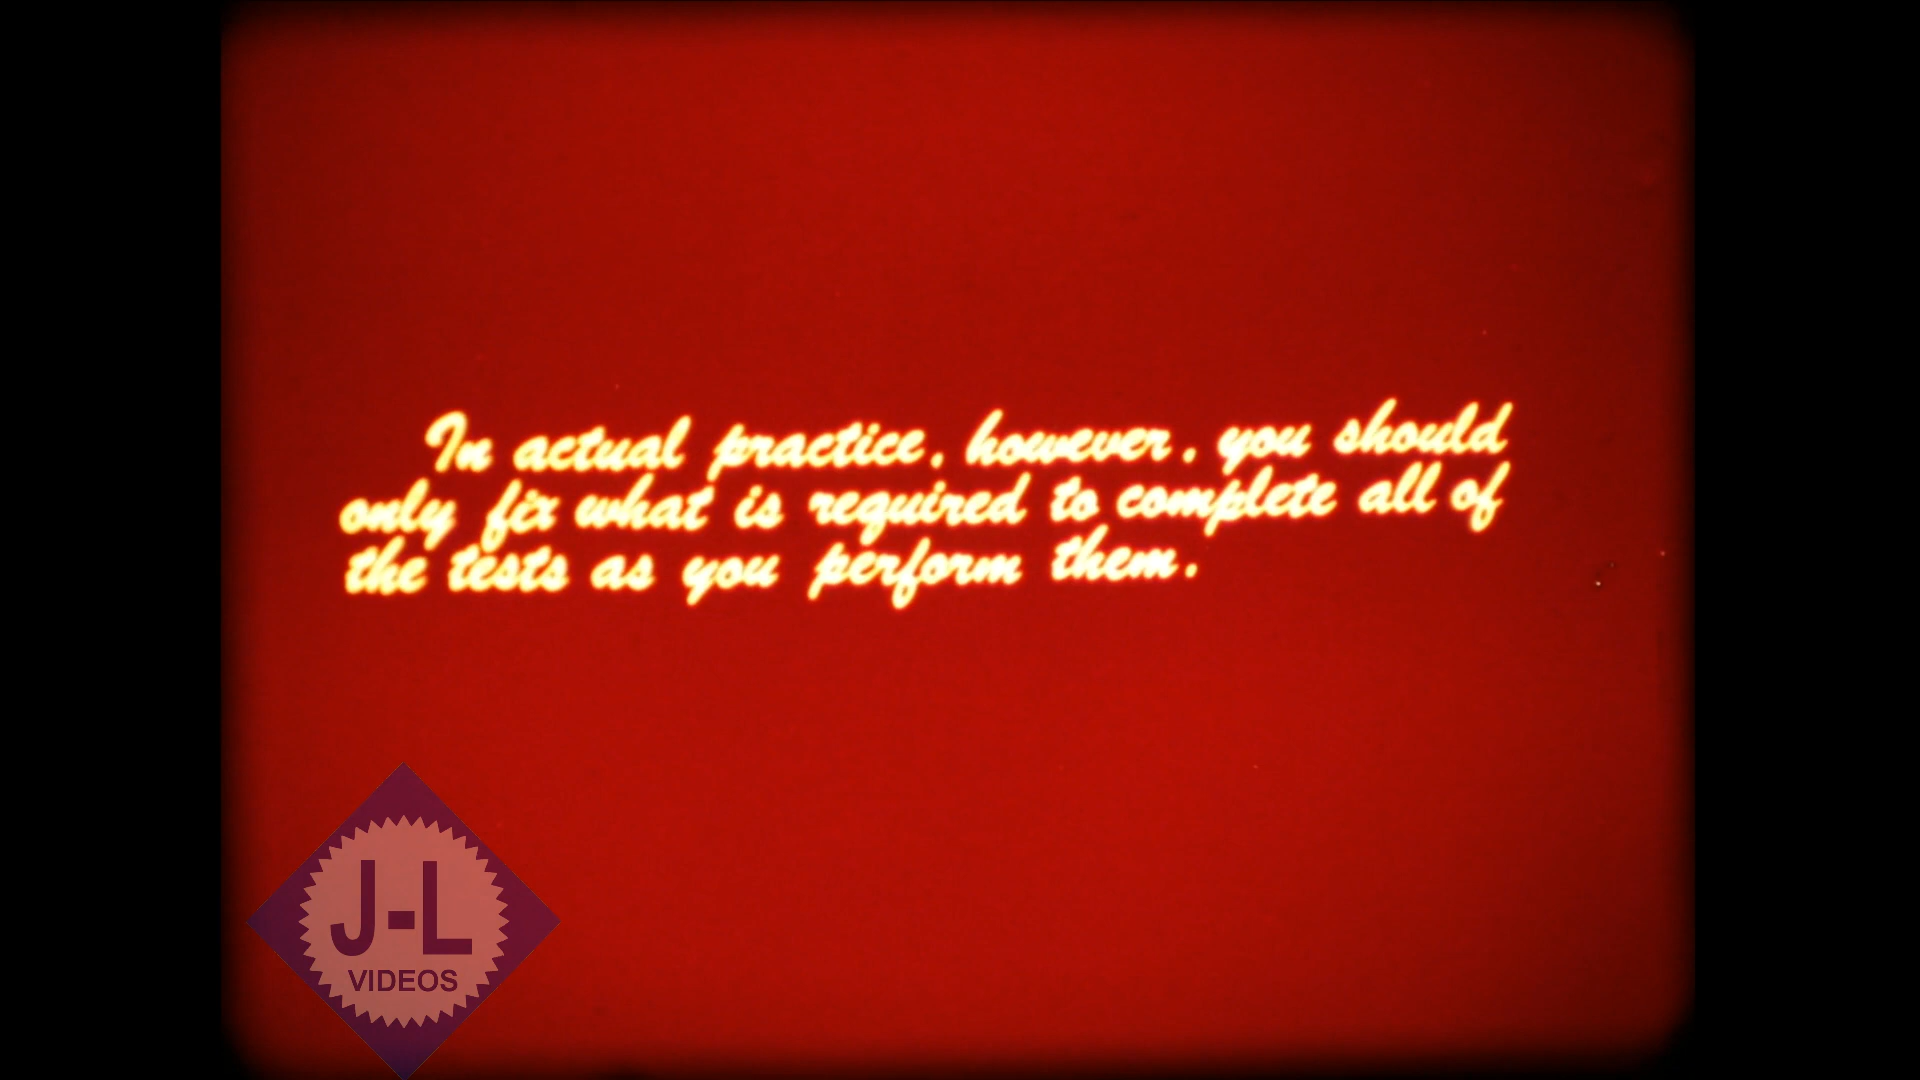 In actual practice, however, you should
only fix what is required to complete all of
the tests as you perform them.
J-L
VIDEOS